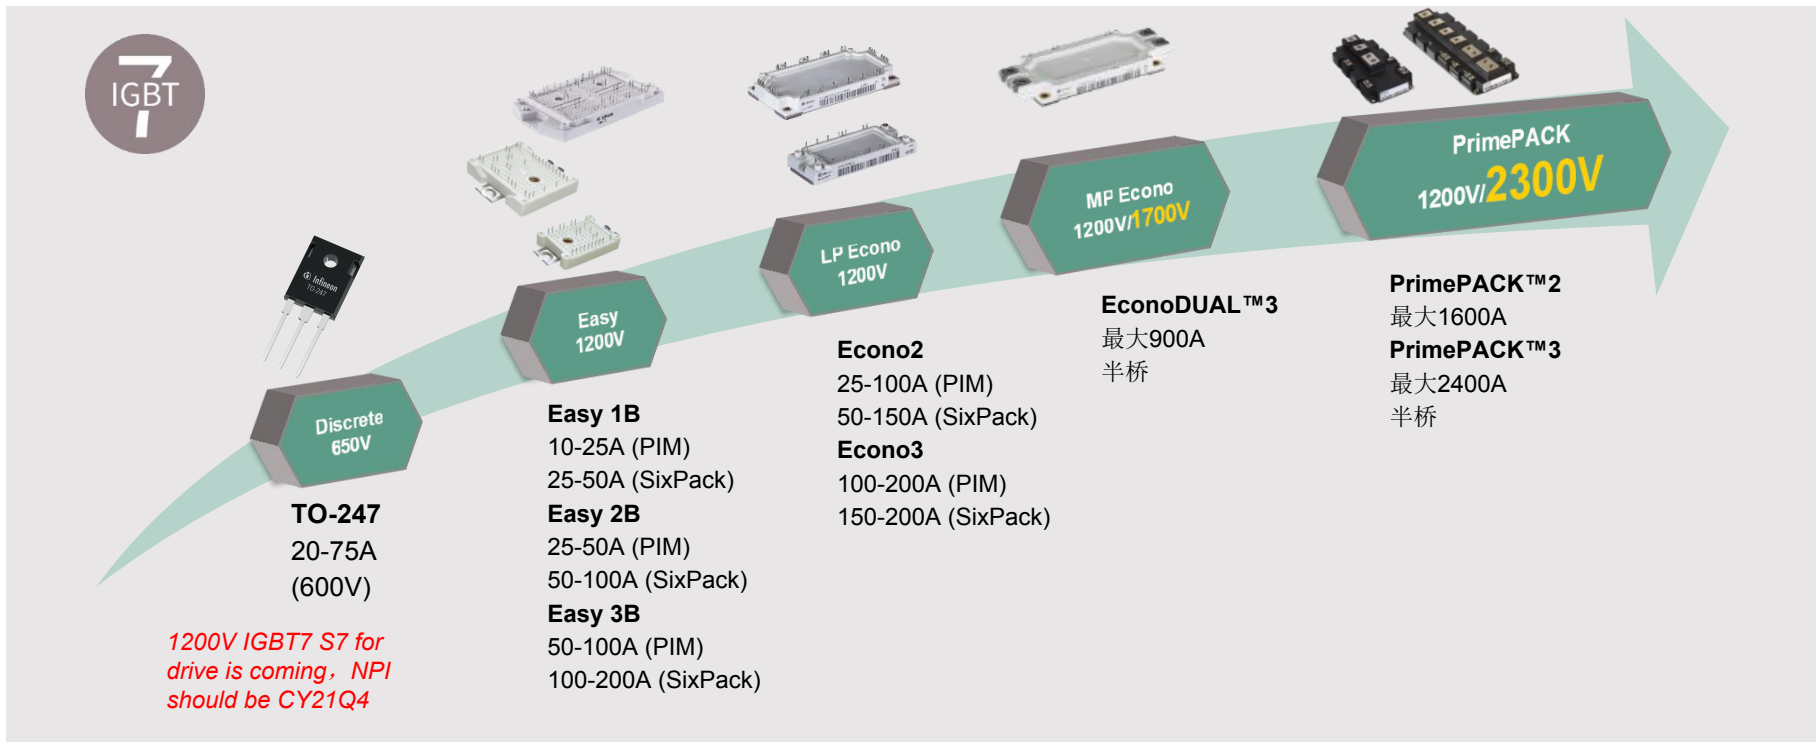 7
IGBT
Infineon
TO-247
Discrete
650V
TO-247
20-75A
(600V)
1200V IGBT7 S7 for
drive is coming，NPI
should be CY21Q4
Easy
1200V
Easy 1B
10-25A (PIM)
25-50A (SixPack)
Easy 2B
25-50A (PIM)
50-100A (SixPack)
Easy 3B
50-100A (PIM)
100-200A (SixPack)
LP Econo
1200V
Econo2
25-100A (PIM)
50-150A (SixPack)
Econo3
100-200A (PIM)
150-200A (SixPack)
MP Econo
1200V/1700V
EconoDUAL™3
最大900A
半桥
PrimePACK
1200V/2300V
PrimePACK™2
最大1600A
PrimePACK™3
最大2400A
半桥